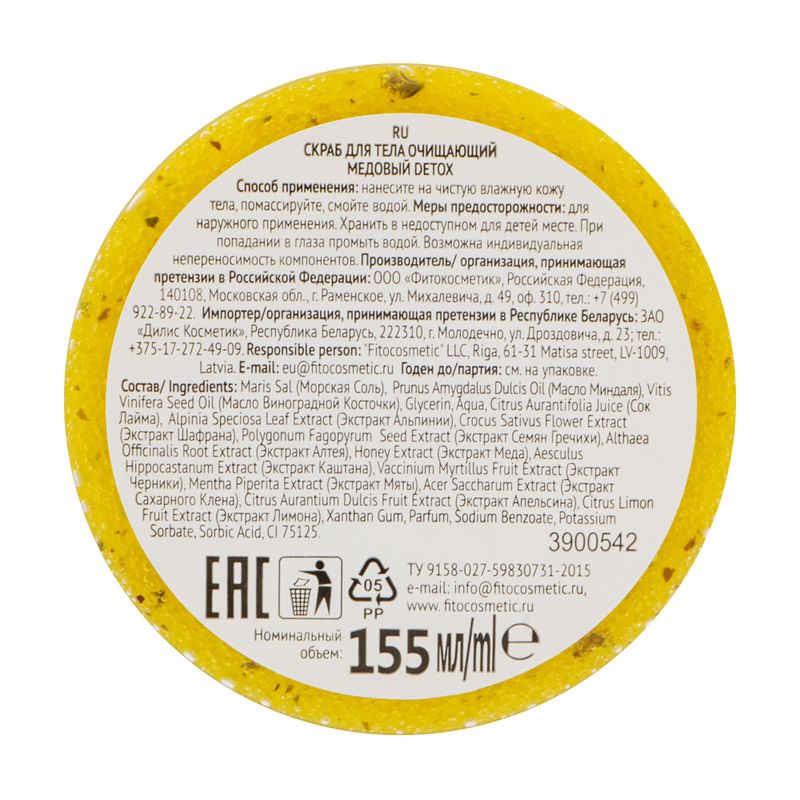 RU
СКРАБ ДЛЯ ТЕЛА ОЧИЩАЮЩИЙ
МЕДОВЫЙ DETOX
Способ применения: нанесите на чистую влажную кожу
тела, помассируйте, смойте водой. Меры предосторожности: для
наружного применения. Хранить в недоступном для детей месте. При
попадании в глаза промыть водой. Возможна индивидуальная
непереносимость компонентов. Производитель/ организация, принимающая
претензии в Российской Федерации: ООО «Фитокосметик», Российская Федерация,
140108, Московская обл., г. Раменское, ул. Михалевича, д. 49, оф. 310, тел.: +7 (499)
922-89-22. Импортер/организация, принимающая претензии в Республике Беларусь: ЗАО
«Дилис Косметик», Республика Беларусь, 222310, г. Молодечно, ул. Дроздовича, д. 23; тел.:
+375-17-272-49-09. Responsible person: "Fitocosmetic" LLC, Riga, 61-31 Matisa street, LV-1009,
Latvia. E-mail: eu@fitocosmetic.com Годен до/партия: см. на упаковке.
Состав/ Ingredients: Maris Sal (Морская Соль), Prunus Amygdalus Dulcis Oil (Масло Миндаля), Vitis
Vinifera Seed Oil (Масло Виноградной Косточки), Glycerin, Aqua, Citrus Aurantifolia Juice (Сок
Лайма), Alpinia Speciosa Leaf Extract (Экстракт Альпинии), Crocus Sativus Flower Extract
(Экстракт Шафрана), Polygonum Fagopyrum Seed Extract (Экстракт Семян Гречихи), Althaea
Officinalis Root Extract (Экстракт Алтея), Honey Extract (Экстракт Меда), Aesculus
Hippocastanum Extract (Экстракт Каштана), Vaccinium Myrtillus Fruit Extract (Экстракт
Черники), Mentha Piperita Extract (Экстракт Мяты), Acer Saccharum Extract (Экстракт
Сахарного Клена), Citrus Aurantium Dulcis Fruit Extract (Экстракт Апельсина), Citrus Limon
Fruit Extract (Экстракт Лимона), Xanthan Gum, Parfum, Sodium Benzoate, Potassium
Sorbate, Sorbic Acid, CI 75125.
3900542
EAC
05
PP
ТУ 9158-027-59830731-2015
e-mail: info@fitocosmetic.ru,
www.fitocosmetic.ru
Номинальный
объем: 155 мл/ml ℮